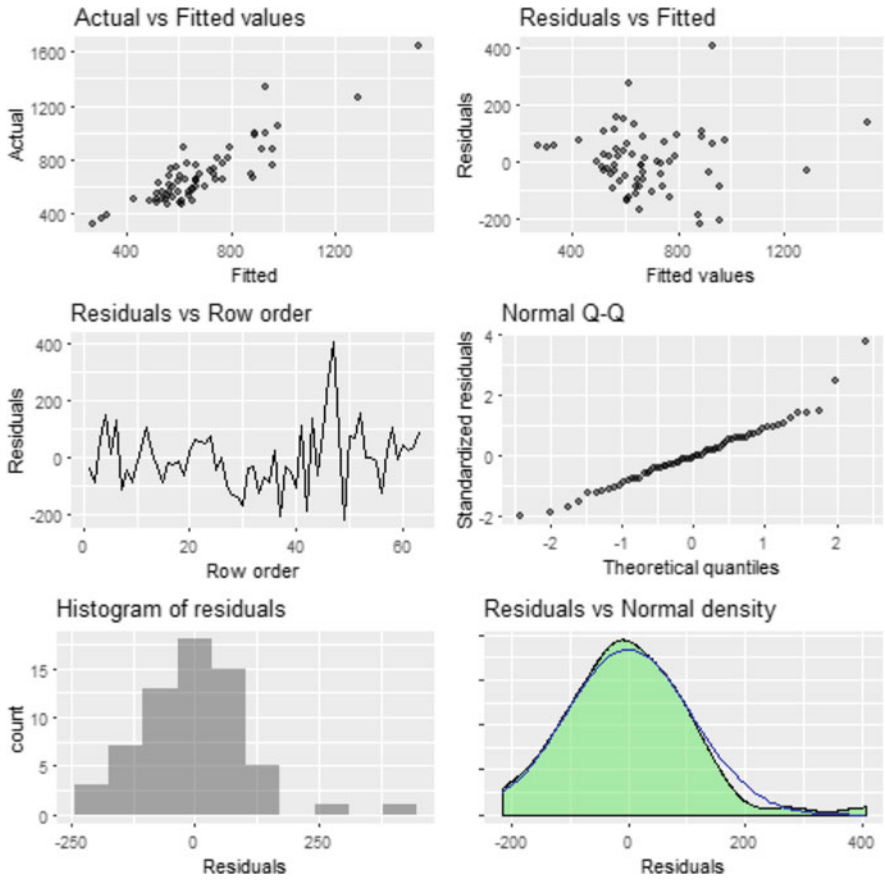 Actual vs Fitted values
Actual
1600
1200
800
400
400
800
1200
Fitted
Residuals vs Fitted
Residuals
400
200
0
-200
400
800
1200
Fitted values
Residuals vs Row order
Residuals
400
200
0
-200
0
20
40
60
Row order
Normal Q-Q
Standardized residuals
4
2
0
-2
-2
-1
0
1
2
Theoretical quantiles
Histogram of residuals
count
15
10
5
0
-250
0
250
Residuals
Residuals vs Normal density
-200
0
200
400
Residuals